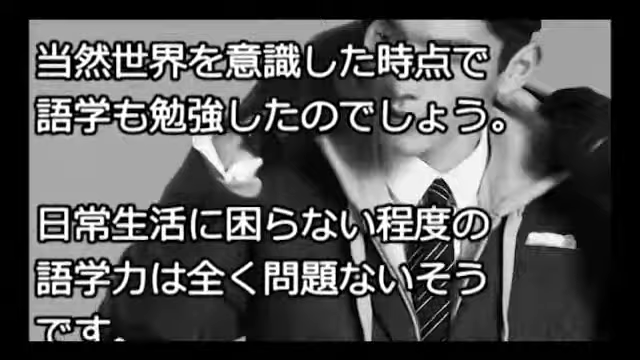 当然世界を意識した時点で
語学も勉強したのでしょう。
日常生活に困らない程度の
語学力は全く問題ないそう
です。